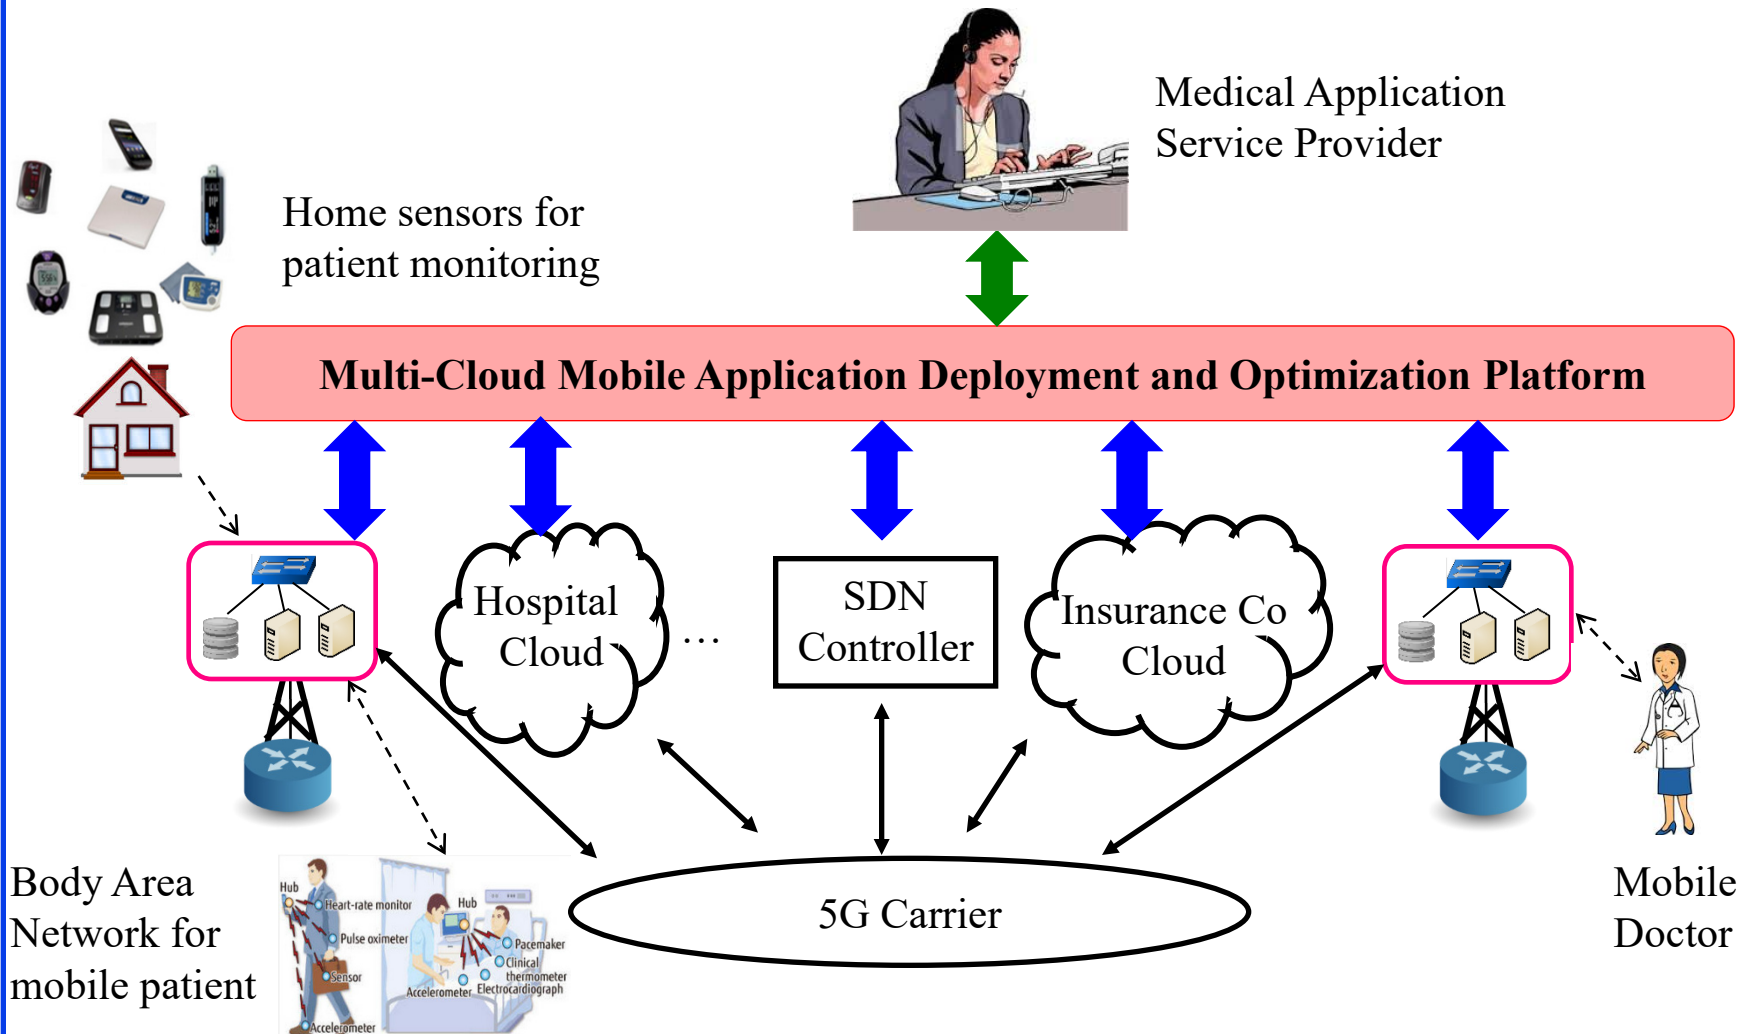 Medical Application
Service Provider
Home sensors for
patient monitoring
Multi-Cloud Mobile Application Deployment and Optimization Platform
Hospital
Cloud
...
SDN
Controller
Insurance Co
Cloud
5G Carrier
Body Area
Network for
mobile patient
Hub
Heart-rate monitor
Pulse oximeter
Sensor
Accelerometer
Hub
Pacemaker
Clinical
thermometer
Accelerometer
Electrocardiograph
Mobile
Doctor